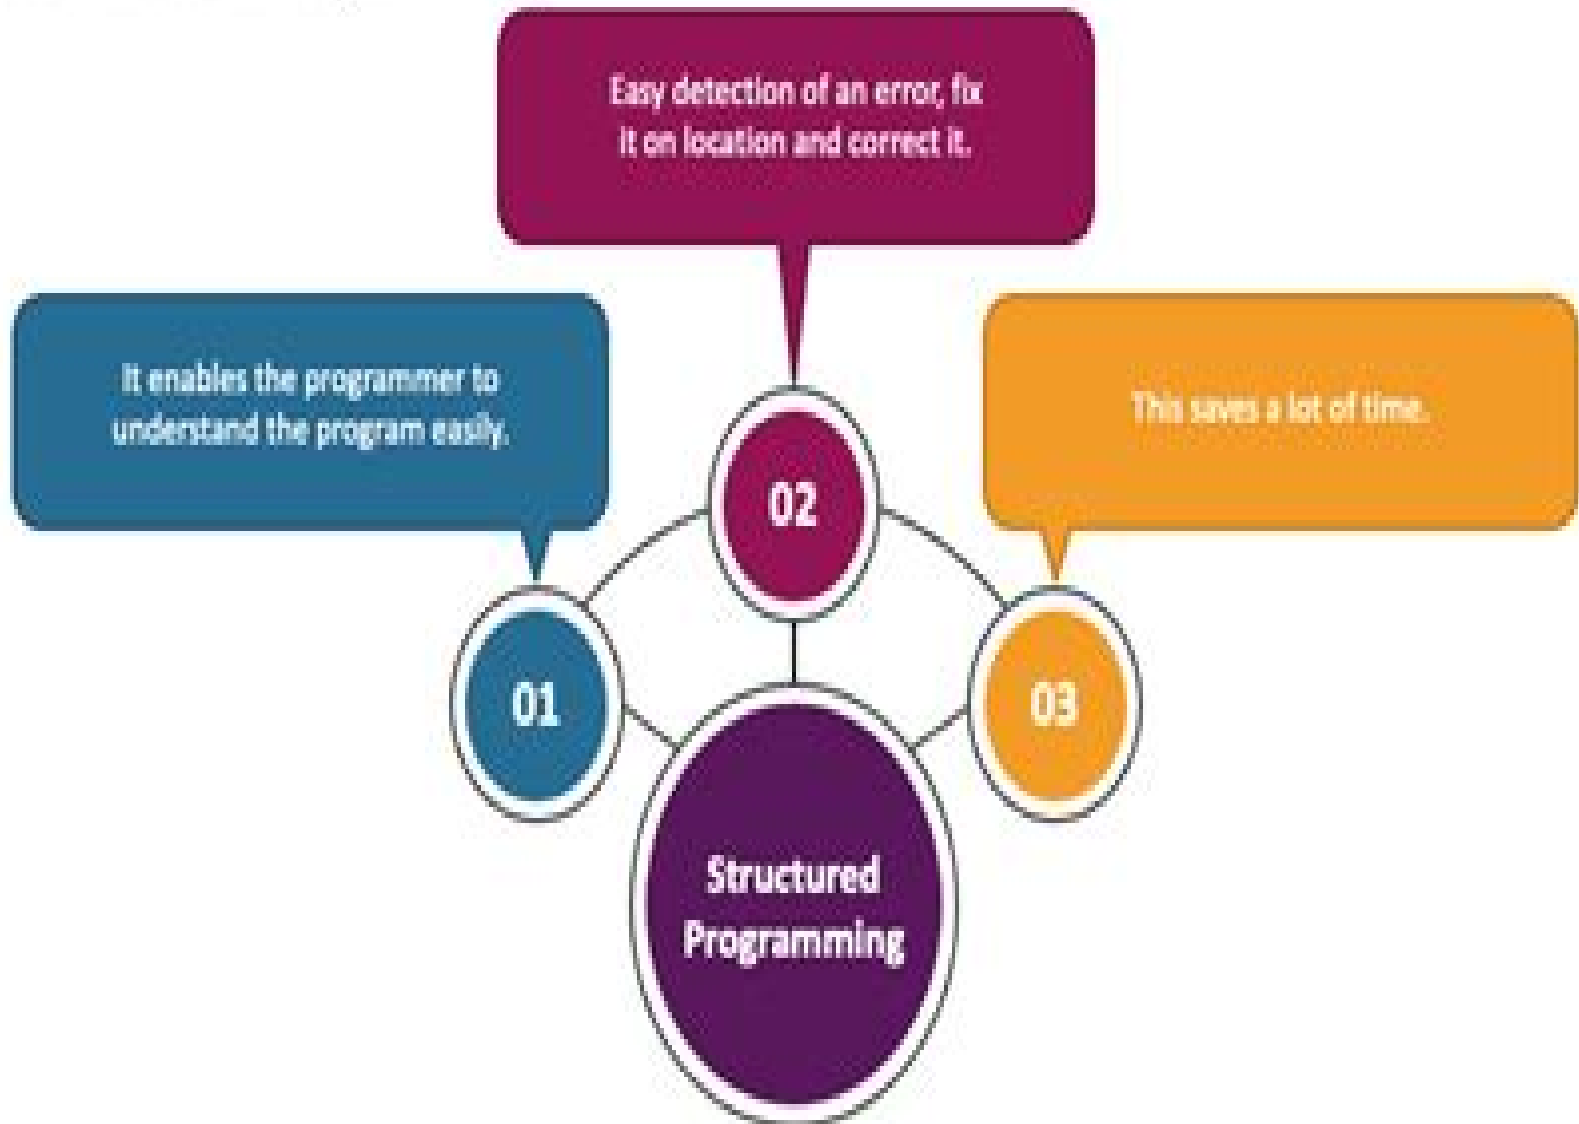 Easy detection of an error, fix
it on location and correct it.
It enables the programmer to
understand the program easily.
This saves a lot of time.
02
01
03
Structured
Programming